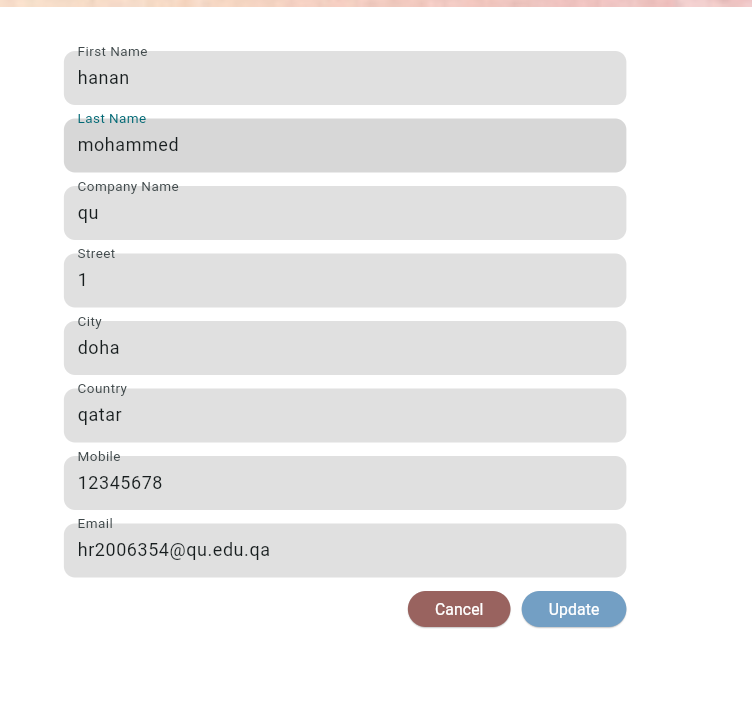 First Name
hanan
Last Name
mohammed
Company Name
qu
Street
1
City
doha
Country
qatar
Mobile
12345678
Email
hr2006354@qu.edu.qa
Cancel Update